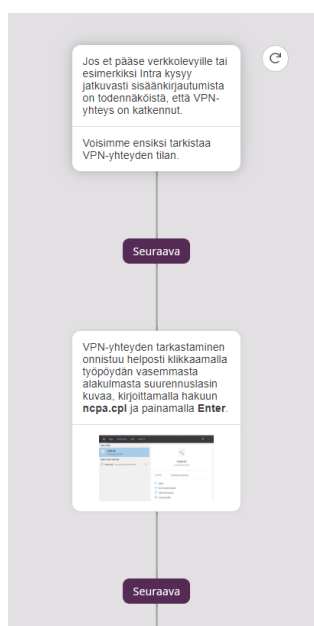 Jos et pääse verkkolevyille tai
esimerkiksi Intra kysyy
jatkuvasti sisäänkirjautumista
on todennäköistä, että VPN-
yhteys on katkennut.
Voisimme ensiksi tarkistaa
VPN-yhteyden tilan.
Seuraava
VPN-yhteyden tarkastaminen
onnistuu helposti klikkaamalla
työpöydän vasemmasta
alakulmasta suurennuslasin
kuvaa, kirjoittamalla hakuun
ncpa.cpl ja painamalla Enter.
Seuraava